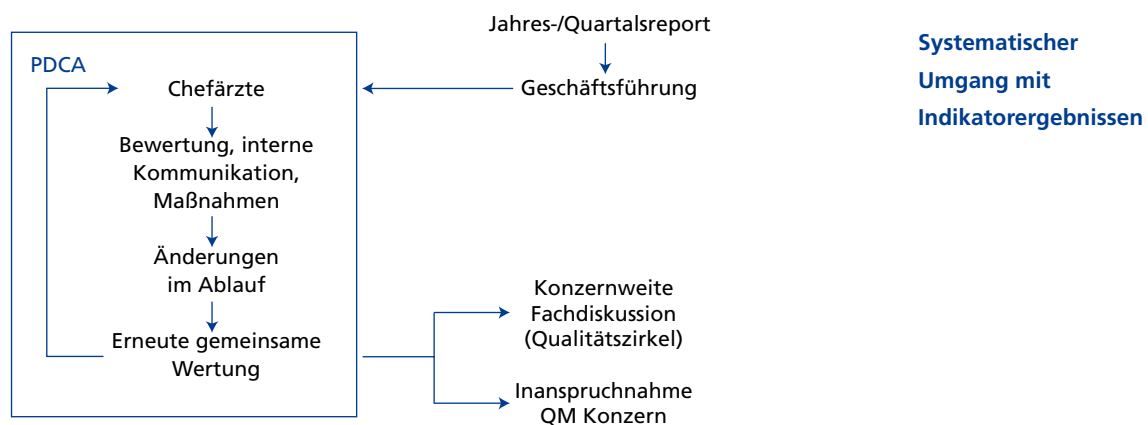 Jahres-/Quartalsreport
Geschäftsführung
PDCA
Chefärzte
Bewertung, interne
Kommunikation,
Maßnahmen
Änderungen
im Ablauf
Erneute gemeinsame
Wertung
Konzernweite
Fachdiskussion
(Qualitätszirkel)
Inanspruchnahme
QM Konzern
Systematischer
Umgang mit
Indikatorergebnissen